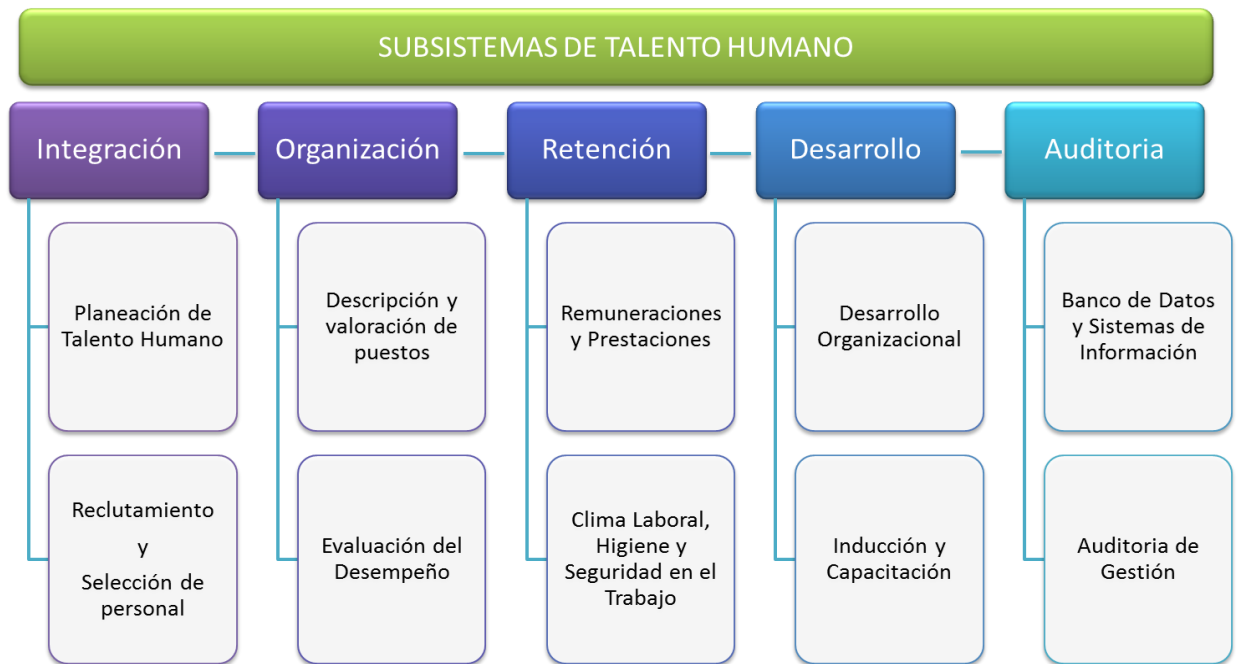 SUBSISTEMAS DE TALENTO HUMANO
Integración
Organización
Retención
Desarrollo
Auditoria
Planeación de
Talento Humano
Descripción y
valoración de
puestos
Remuneraciones
y Prestaciones
Desarrollo
Organizacional
Banco de Datos
y Sistemas de
Información
Reclutamiento
y
Selección de
personal
Evaluación del
Desempeño
Clima Laboral,
Higiene y
Seguridad en el
Trabajo
Inducción y
Capacitación
Auditoria de
Gestión